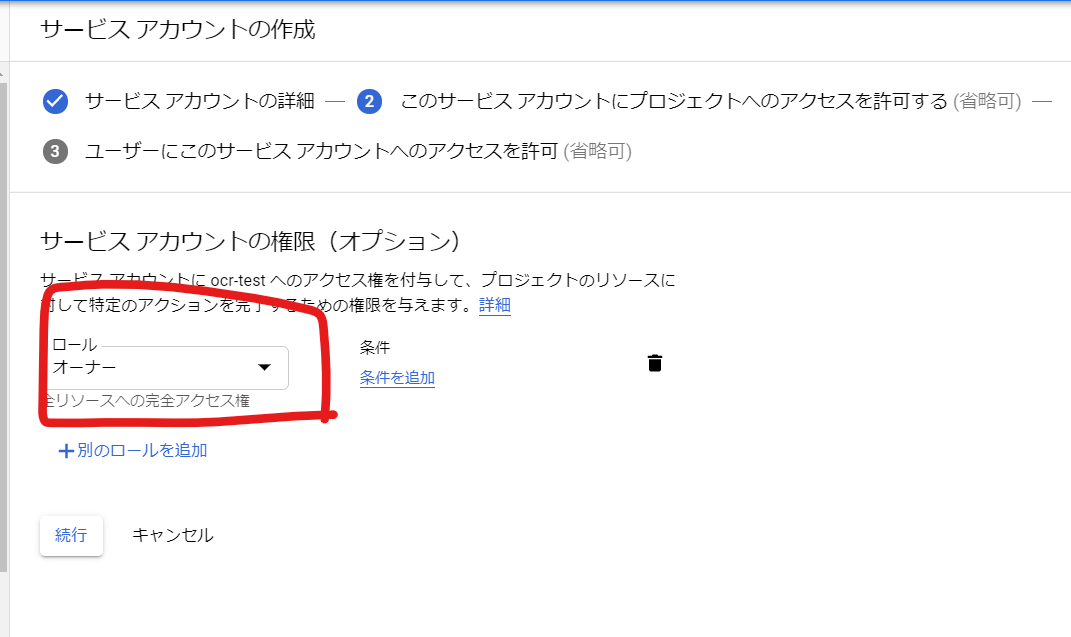 サービス アカウントの作成
サービス アカウントの詳細 — 2 このサービス アカウントにプロジェクトへのアクセスを許可する (省略可) —
3 ユーザーにこのサービス アカウントへのアクセスを許可 (省略可)
サービス アカウントの権限（オプション）
サービス アカウントに ocr-test へのアクセス権を付与して、プロジェクトのリソースに
対して特定のアクションを完了するための権限を与えます。詳細
ロール
オーナー
全リソースへの完全アクセス権
条件
条件を追加
+別のロールを追加
続行 キャンセル